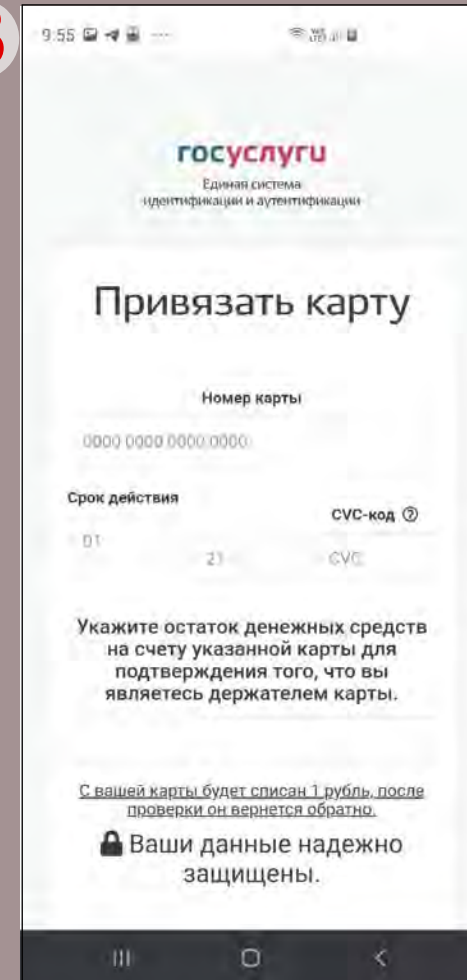 9:55
госуслуги
Единая система
идентификации и аутентификации
Привязать карту
Номер карты
0000 0000 0000 0000
Срок действия
CVC-код
01
21
CVC
Укажите остаток денежных средств
на счету указанной карты для
подтверждения того, что вы
являетесь держателем карты.
С вашей карты будет списан 1 рубль, после
проверки он вернется обратно.
Ваши данные надежно
защищены.